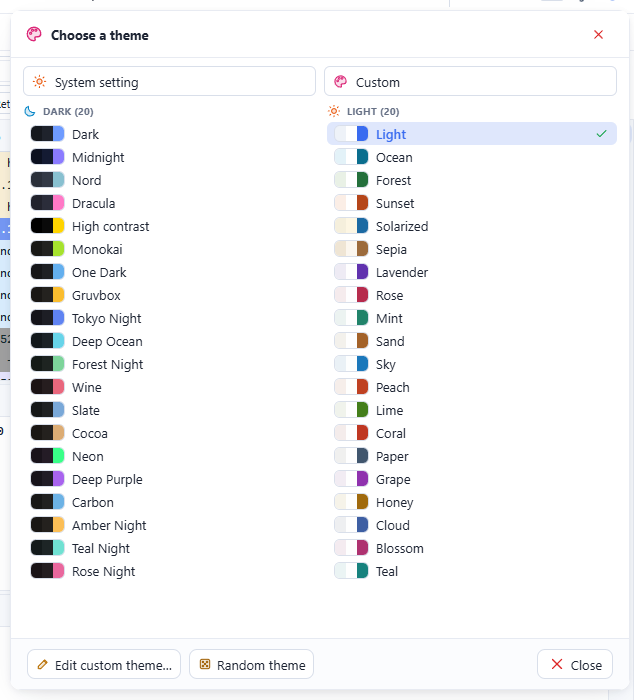 Choose a theme
System setting
Custom
DARK (20)
Dark
Midnight
Nord
Dracula
High contrast
Monokai
One Dark
Gruvbox
Tokyo Night
Deep Ocean
Forest Night
Wine
Slate
Cocoa
Neon
Deep Purple
Carbon
Amber Night
Teal Night
Rose Night
LIGHT (20)
Light
Ocean
Forest
Sunset
Solarized
Sepia
Lavender
Rose
Mint
Sand
Sky
Peach
Lime
Coral
Paper
Grape
Honey
Cloud
Blossom
Teal
Edit custom theme...
Random theme
Close